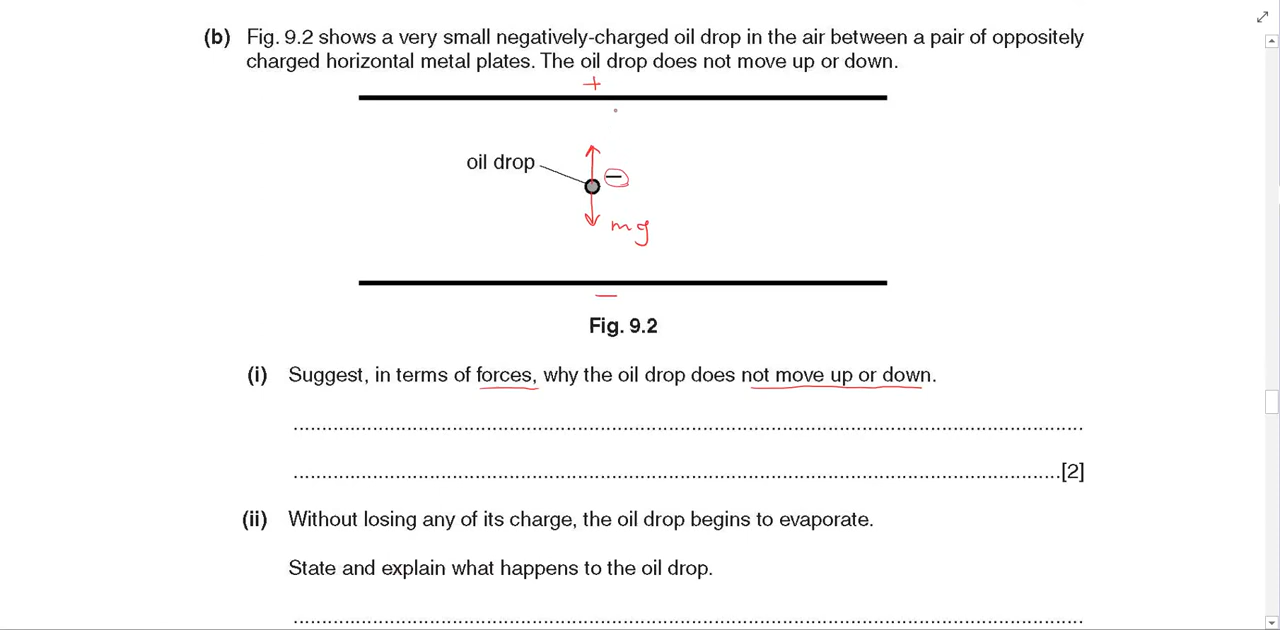 (b) Fig. 9.2 shows a very small negatively-charged oil drop in the air between a pair of oppositely
charged horizontal metal plates. The oil drop does not move up or down.
+
oil drop
−
mg
−
Fig. 9.2
(i) Suggest, in terms of forces, why the oil drop does not move up or down.
..........................................................................................................................................
......................................................................................................................................[2]
(ii) Without losing any of its charge, the oil drop begins to evaporate.
State and explain what happens to the oil drop.
..........................................................................................................................................